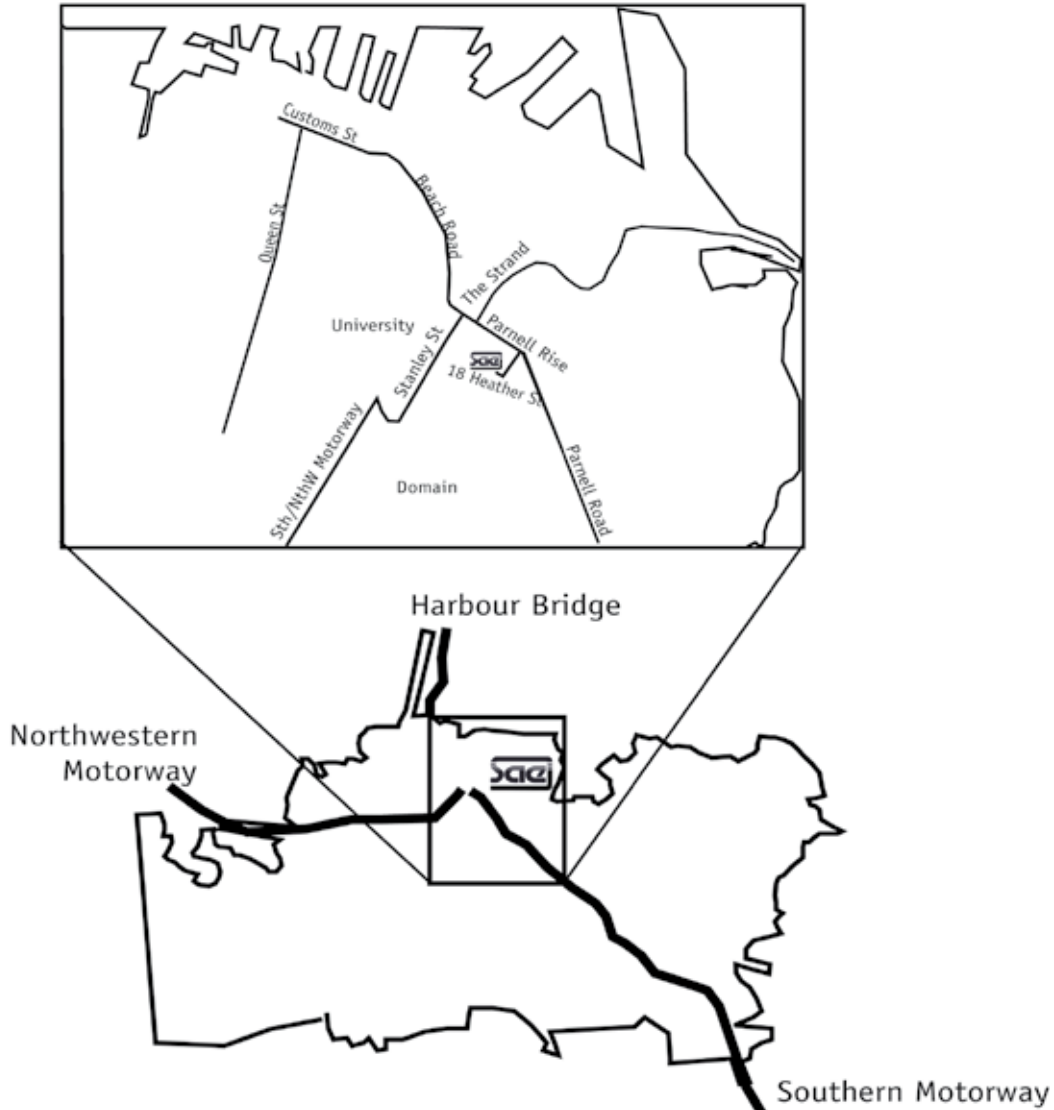 Customs St
Beach Road
Queen St
The Strand
University
Stanley St
Parnell Rise
sae
18 Heather St
Sth/NthW Motorway
Domain
Parnell Road
Harbour Bridge
Northwestern
Motorway
sae
Southern Motorway